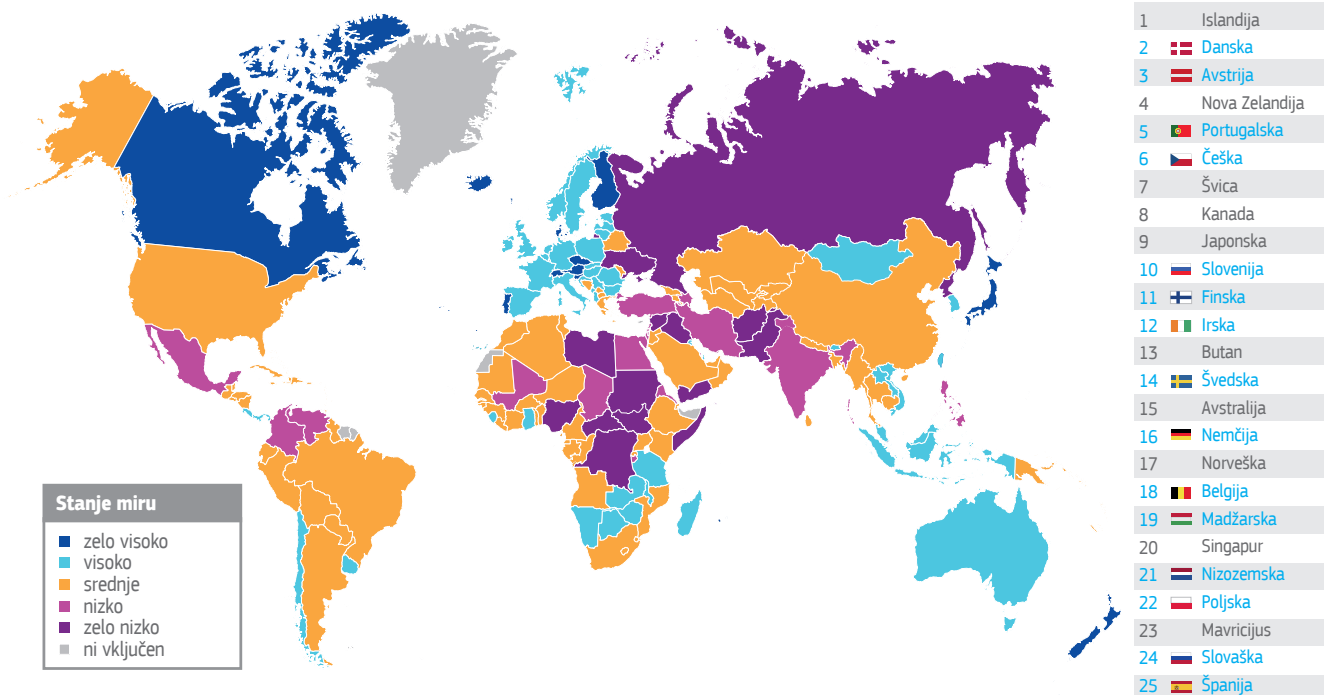 Stanje miru
zelo visoko
visoko
srednje
nizko
zelo nizko
ni vključen
1 Islandija
2 Danska
3 Avstrija
4 Nova Zelandija
5 Portugalska
6 Češka
7 Švica
8 Kanada
9 Japonska
10 Slovenija
11 Finska
12 Irska
13 Butan
14 Švedska
15 Avstralija
16 Nemčija
17 Norveška
18 Belgija
19 Madžarska
20 Singapur
21 Nizozemska
22 Poljska
23 Mavricijus
24 Slovaška
25 Španija